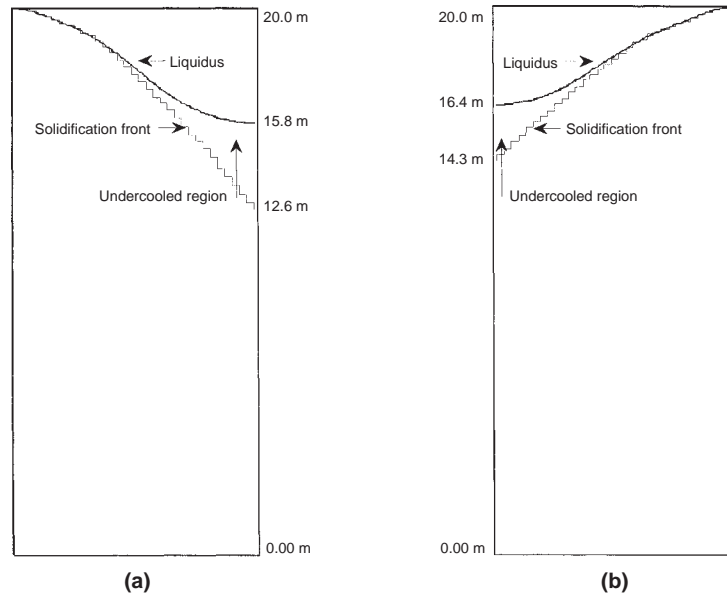 20.0 m
Liquidus
15.8 m
Solidification front
Undercooled region
12.6 m
0.00 m
(a)
20.0 m
Liquidus
16.4 m
Solidification front
14.3 m
Undercooled region
0.00 m
(b)